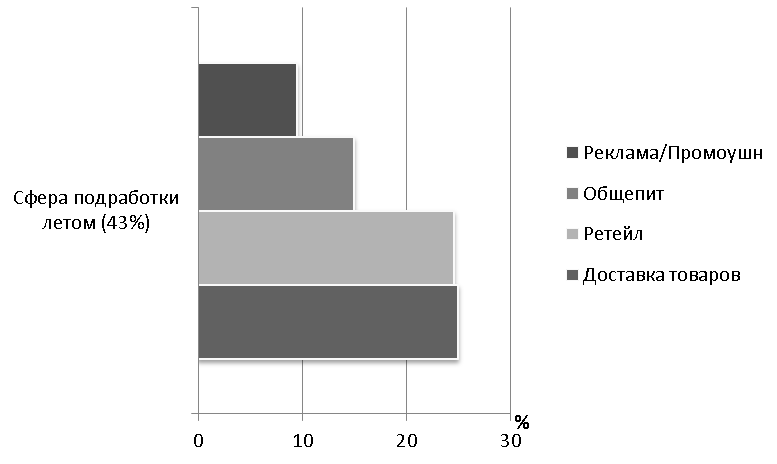 Сфера подработки
летом (43%)
Реклама/Промоушн
Общепит
Ретейл
Доставка товаров
0 10 20 30 %